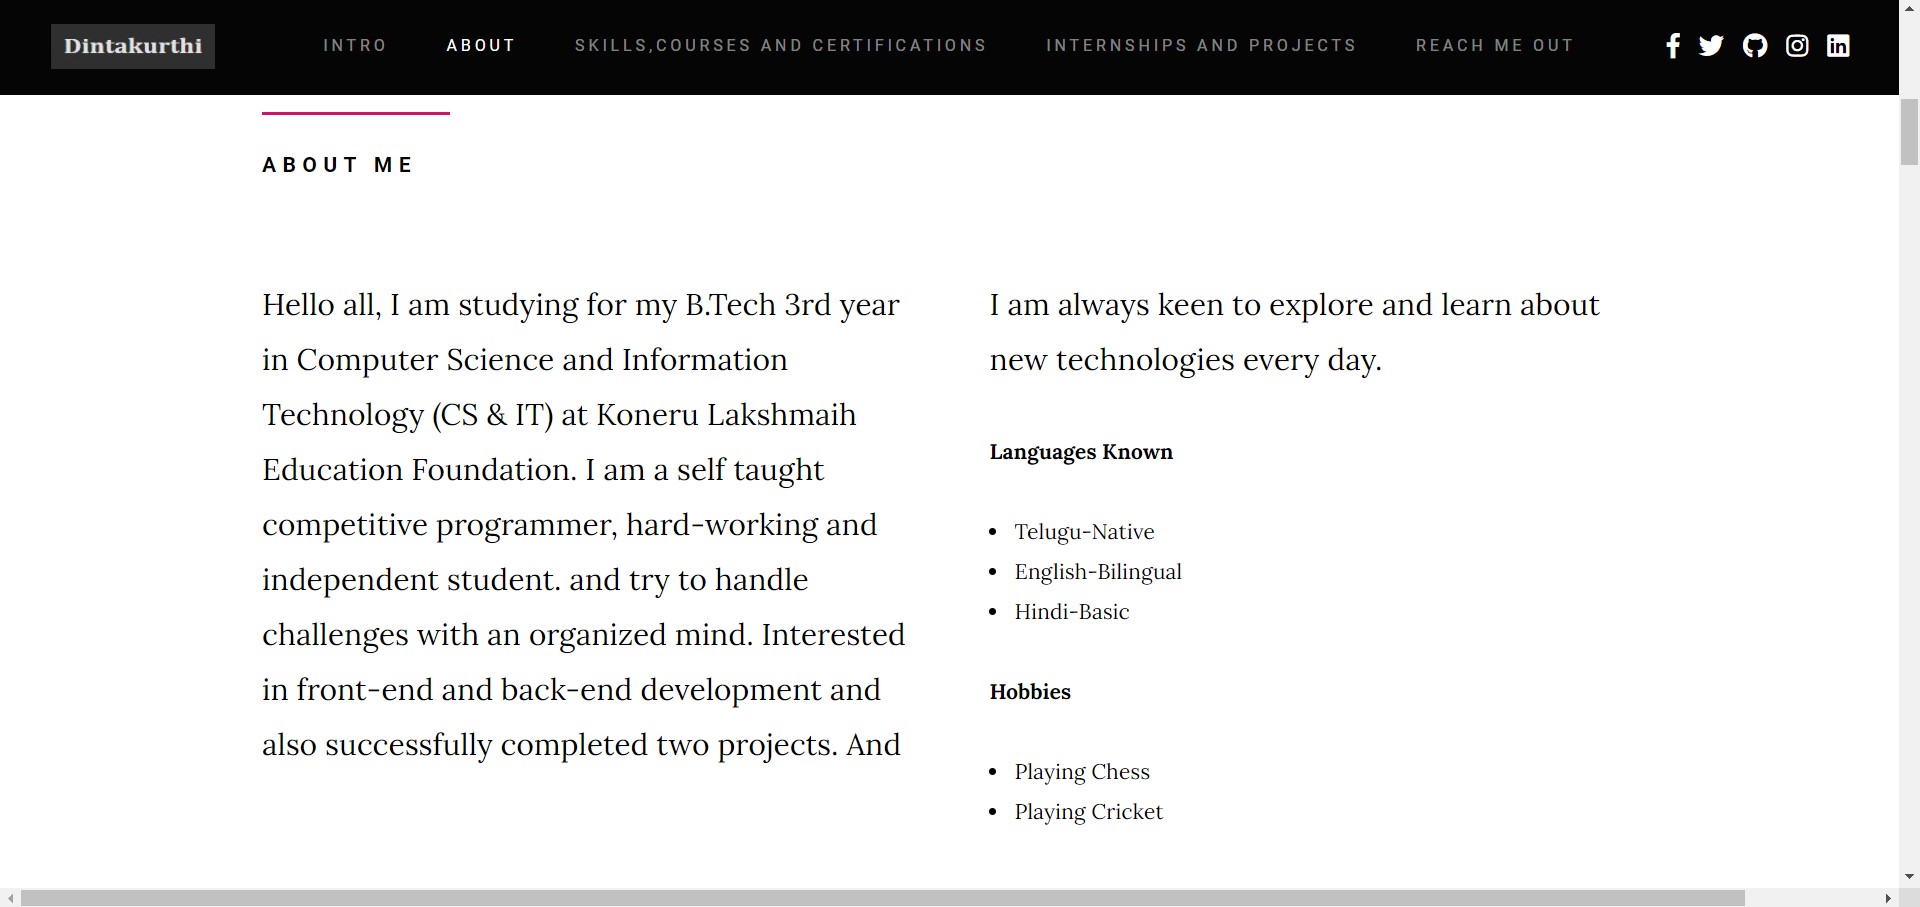 Dintakurthi
INTRO
ABOUT
SKILLS,COURSES AND CERTIFICATIONS
INTERNSHIPS AND PROJECTS
REACH ME OUT
ABOUT ME
Hello all, I am studying for my B.Tech 3rd year
in Computer Science and Information
Technology (CS & IT) at Koneru Lakshmaih
Education Foundation. I am a self taught
competitive programmer, hard-working and
independent student. and try to handle
challenges with an organized mind. Interested
in front-end and back-end development and
also successfully completed two projects. And
I am always keen to explore and learn about
new technologies every day.
Languages Known
• Telugu-Native
• English-Bilingual
• Hindi-Basic
Hobbies
• Playing Chess
• Playing Cricket